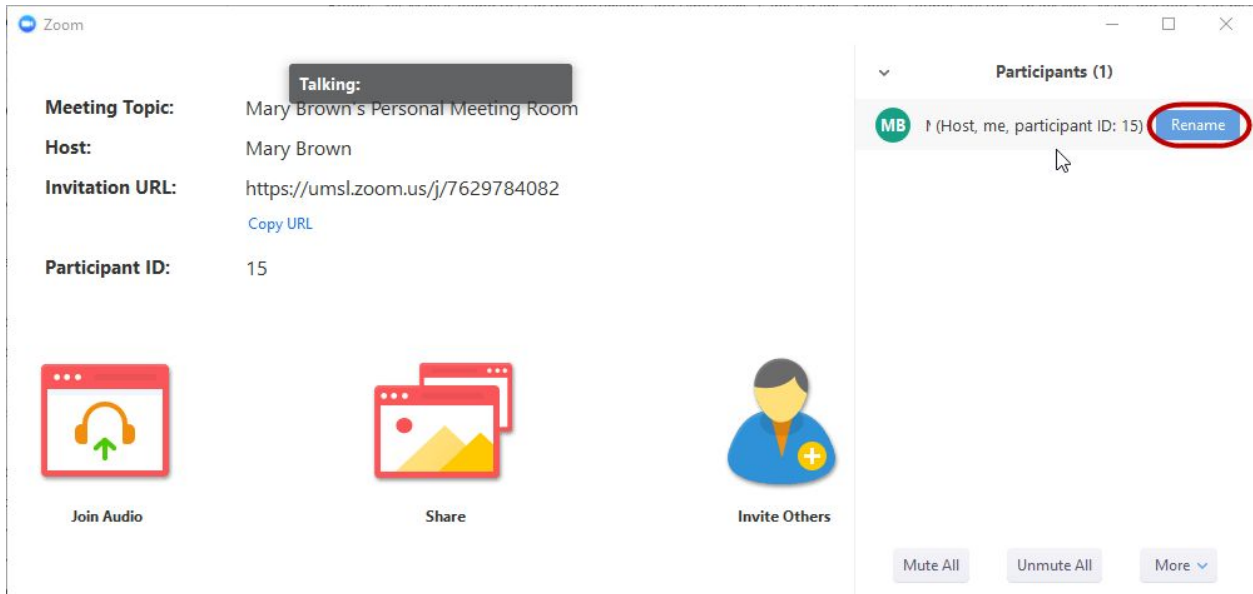 Zoom
Talking:
Meeting Topic: Mary Brown's Personal Meeting Room
Host: Mary Brown
Invitation URL: https://umsl.zoom.us/j/7629784082
Copy URL
Participant ID: 15
Join Audio
Share
Invite Others
Participants (1)
MB (Host, me, participant ID: 15) Rename
Mute All Unmute All More